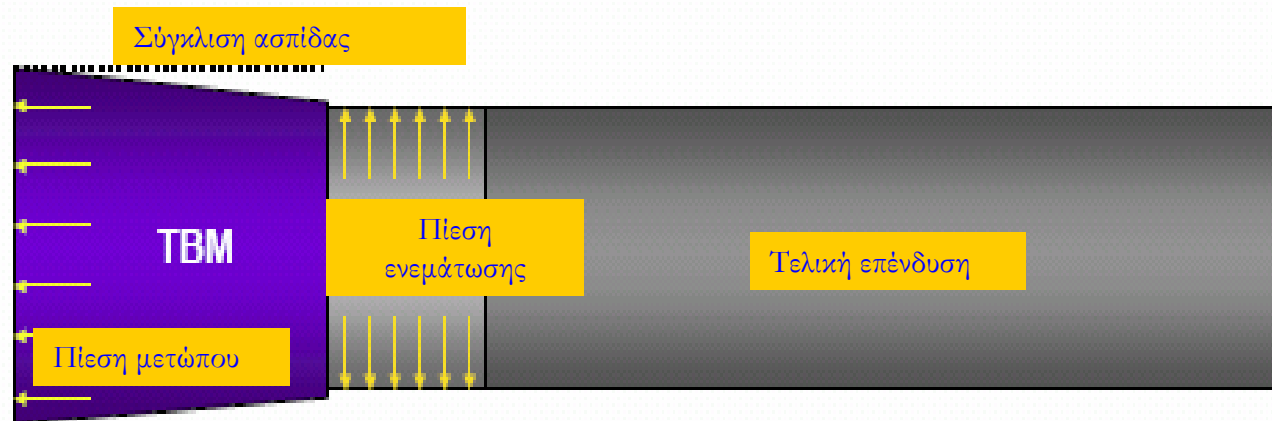 Σύγκλιση ασπίδας
TBM
Πίεση
ενεμάτωσης
Τελική επένδυση
Πίεση μετώπου